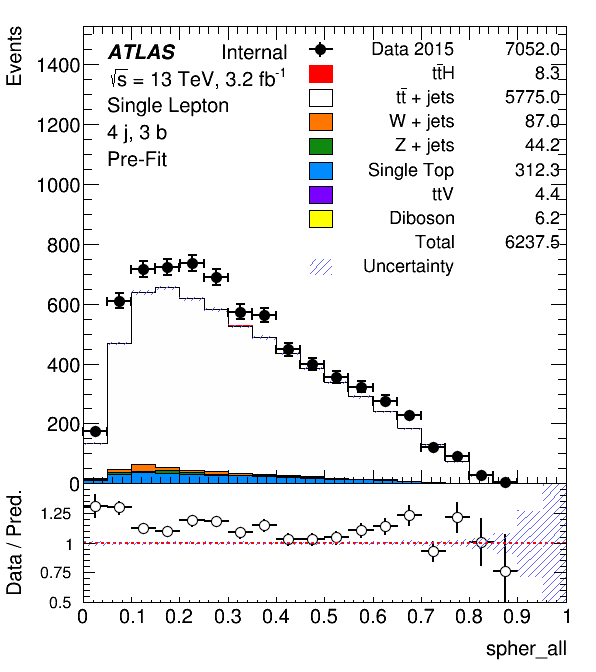 Events
1400
1200
1000
800
600
400
200
0
ATLAS Internal
√s = 13 TeV, 3.2 fb⁻¹
Single Lepton
4 j, 3 b
Pre-Fit
Data 2015 7052.0
tt̄H 8.3
tt̄ + jets 5775.0
W + jets 87.0
Z + jets 44.2
Single Top 312.3
ttV 4.4
Diboson 6.2
Total 6237.5
Uncertainty
Data / Pred.
1.25
1
0.75
0.5
0 0.1 0.2 0.3 0.4 0.5 0.6 0.7 0.8 0.9 1
spher_all